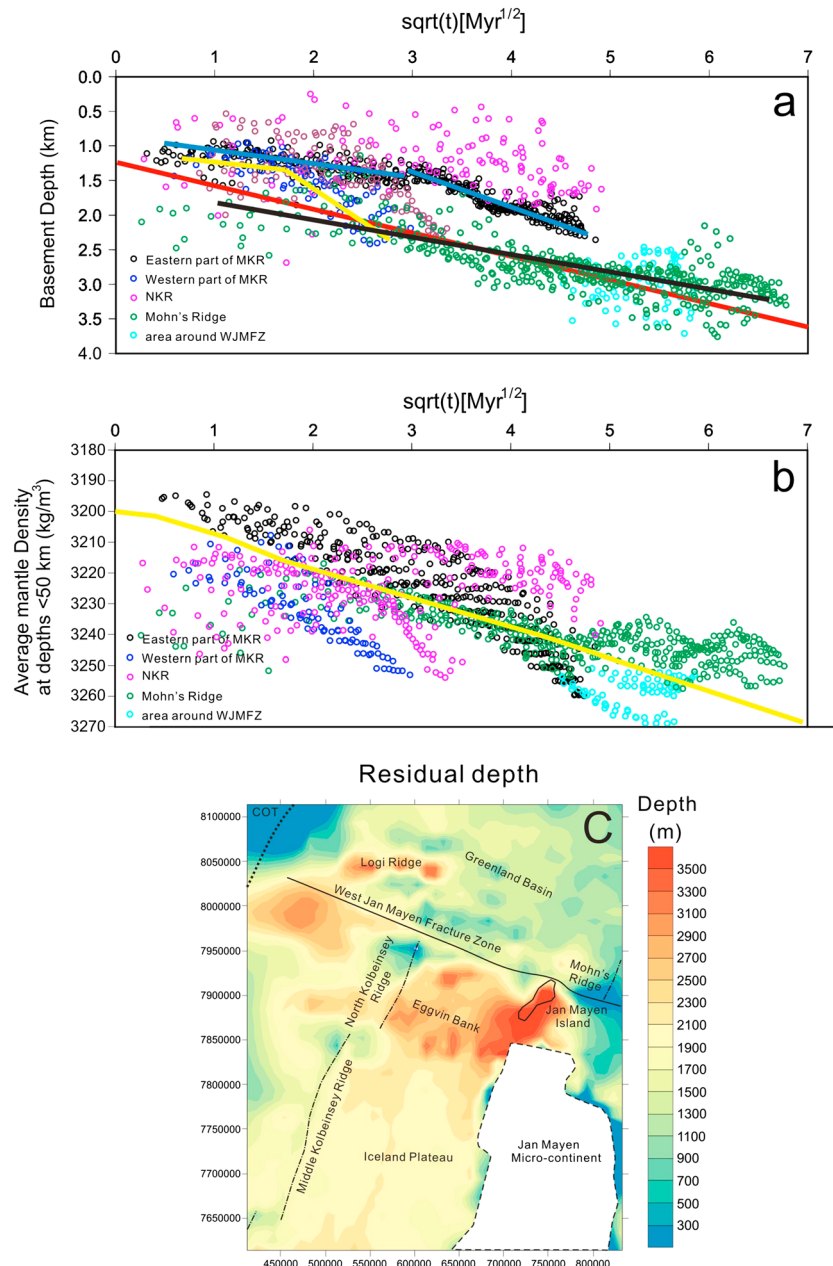 sqrt(t)[Myr1/2]
0 1 2 3 4 5 6 7
a
Basement Depth (km)
0.0
0.5
1.0
1.5
2.0
2.5
3.0
3.5
4.0
Eastern part of MKR
Western part of MKR
NKR
Mohn's Ridge
area around WJMFZ
sqrt(t)[Myr1/2]
0 1 2 3 4 5 6 7
b
Average mantle Density
at depths <50 km (kg/m3)
3180
3190
3200
3210
3220
3230
3240
3250
3260
3270
Eastern part of MKR
Western part of MKR
NKR
Mohn's Ridge
area around WJMFZ
Residual depth
C
COT
Logi Ridge
Greenland Basin
West Jan Mayen Fracture Zone
North Kolbeinsey
Ridge
Mohn's
Ridge
Eggvin Bank
Jan Mayen
Island
Middle Kolbeinsey Ridge
Iceland Plateau
Jan Mayen
Micro-continent
8100000
8050000
8000000
7950000
7900000
7850000
7800000
7750000
7700000
7650000
450000 500000 550000 600000 650000 700000 750000 800000
Depth
(m)
3500
3300
3100
2900
2700
2500
2300
2100
1900
1700
1500
1300
1100
900
700
500
300